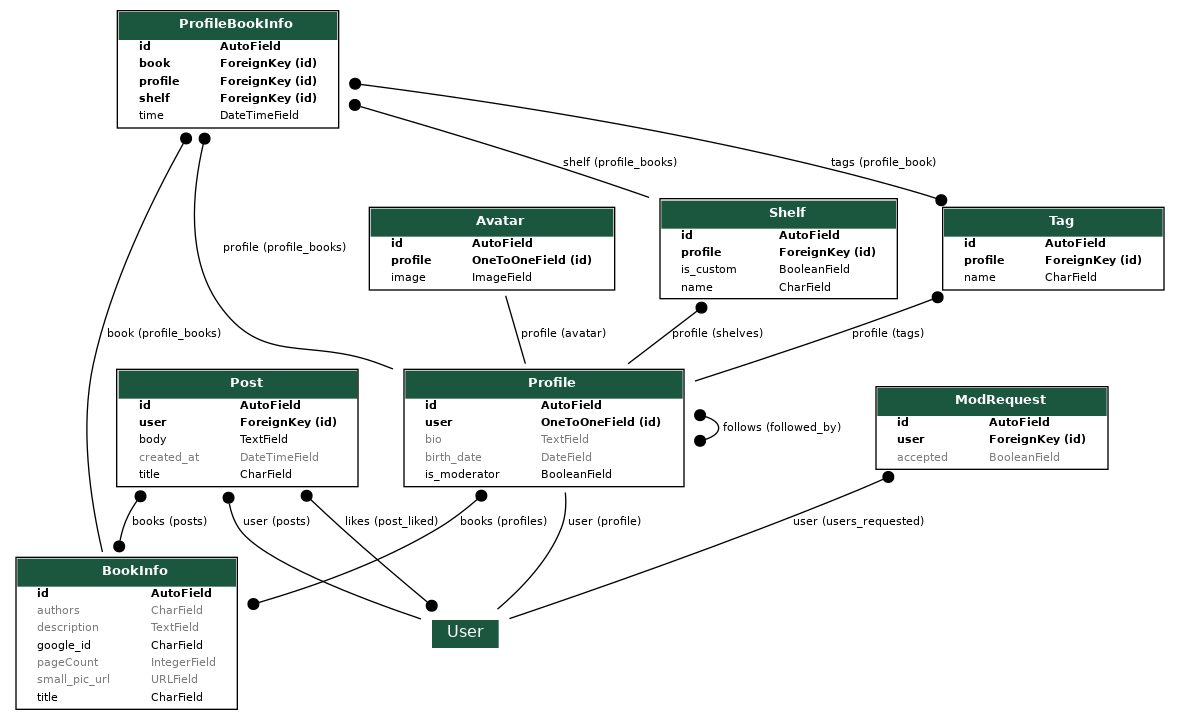 ProfileBookInfo
id AutoField
book ForeignKey (id)
profile ForeignKey (id)
shelf ForeignKey (id)
time DateTimeField
shelf (profile_books)
tags (profile_book)
Avatar
id AutoField
profile OneToOneField (id)
image ImageField
Shelf
id AutoField
profile ForeignKey (id)
is_custom BooleanField
name CharField
Tag
id AutoField
profile ForeignKey (id)
name CharField
profile (profile_books)
book (profile_books)
profile (avatar)
profile (shelves)
profile (tags)
Post
id AutoField
user ForeignKey (id)
body TextField
created_at DateTimeField
title CharField
Profile
id AutoField
user OneToOneField (id)
bio TextField
birth_date DateField
is_moderator BooleanField
follows (followed_by)
ModRequest
id AutoField
user ForeignKey (id)
accepted BooleanField
books (posts)
user (posts)
likes (post_liked)
books (profiles)
user (profile)
user (users_requested)
BookInfo
id AutoField
authors CharField
description TextField
google_id CharField
pageCount IntegerField
small_pic_url URLField
title CharField
User